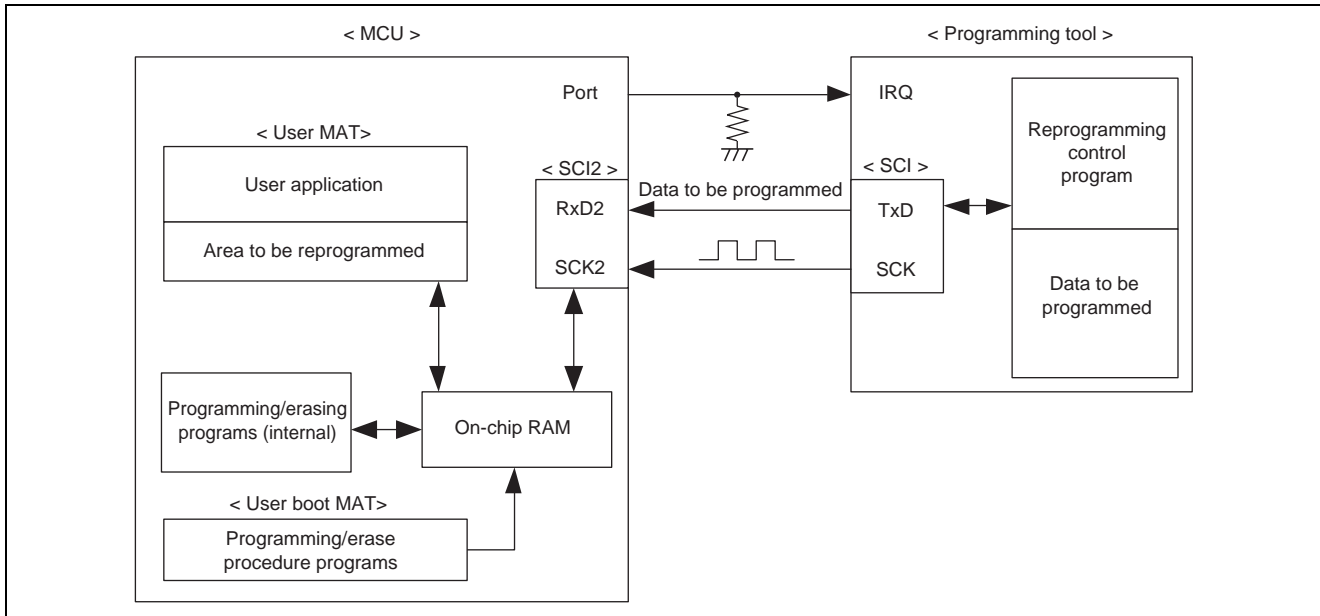 < MCU >
< Programming tool >
Port
IRQ
< User MAT>
User application
Area to be reprogrammed
< SCI2 >
RxD2
SCK2
Data to be programmed
< SCI >
TxD
SCK
Reprogramming
control
program
Data to be
programmed
Programming/erasing
programs (internal)
On-chip RAM
< User boot MAT>
Programming/erase
procedure programs